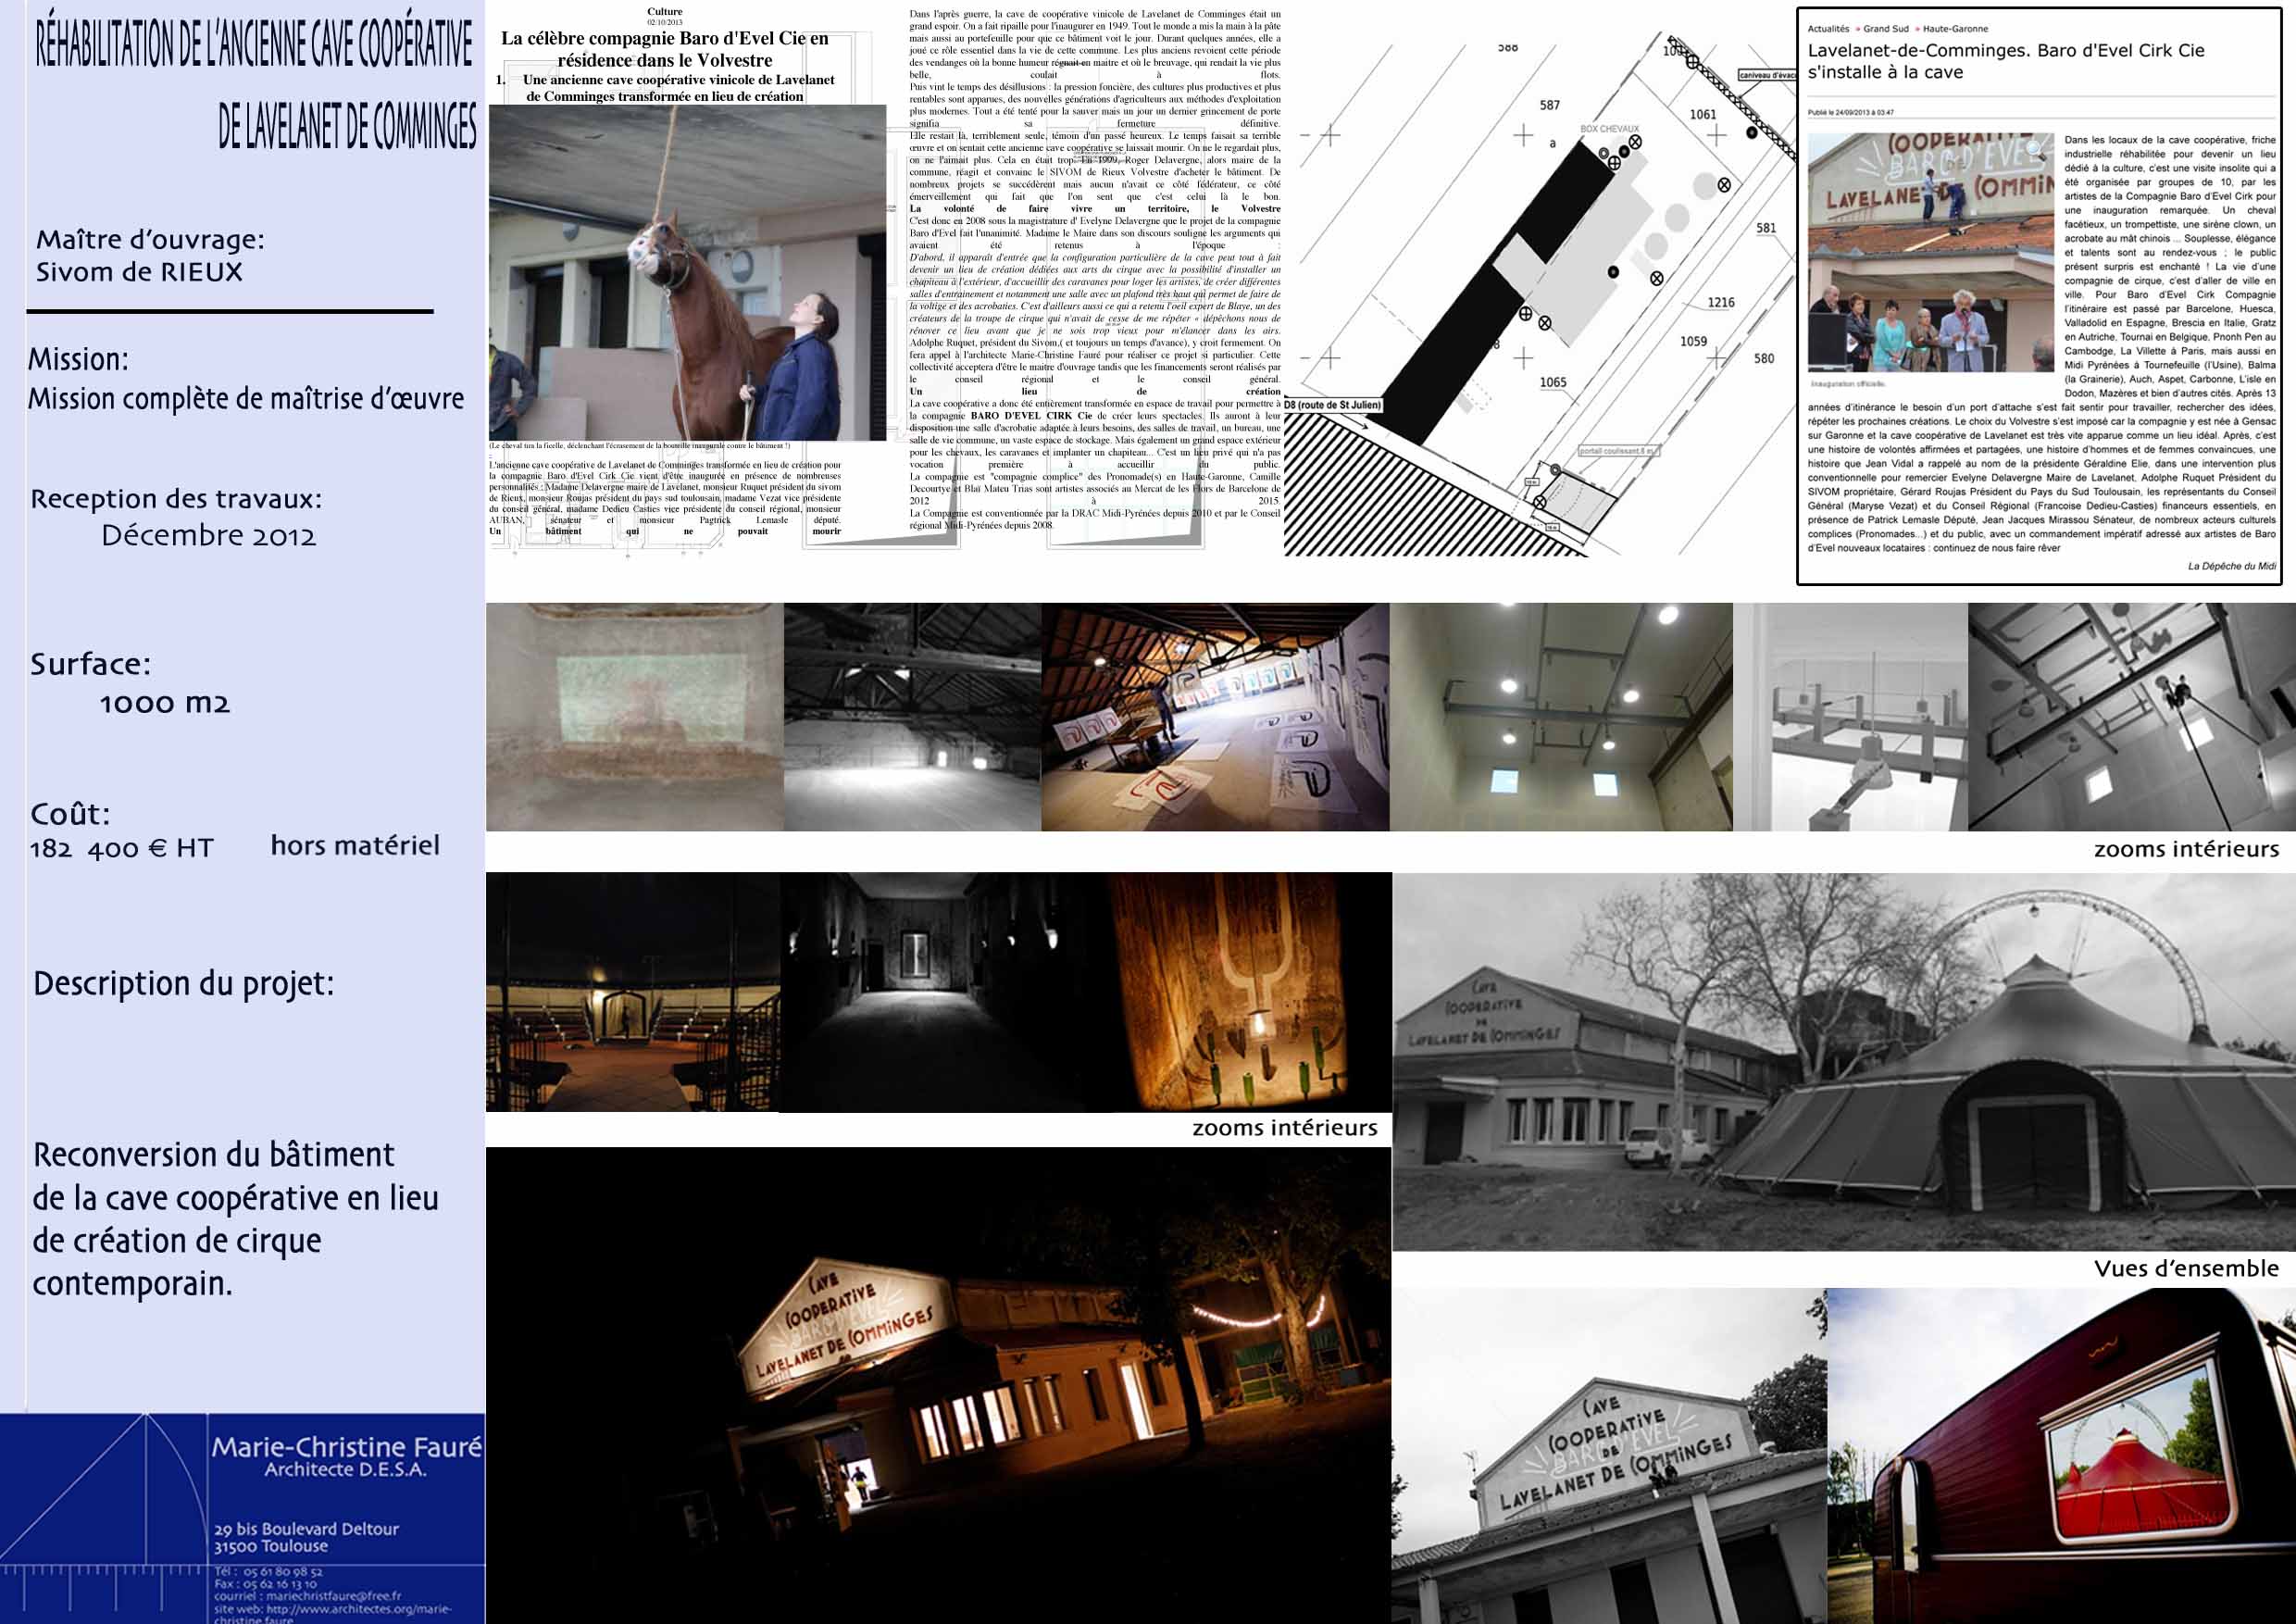 RÉHABILITATION DE L'ANCIENNE CAVE COOPÉRATIVE
DE LAVELANET DE COMMINGES
Maître d'ouvrage:
Sivom de RIEUX
Mission:
Mission complète de maîtrise d'œuvre
Reception des travaux:
Décembre 2012
Surface:
1000 m2
Coût:
182 400 € HT hors matériel
Description du projet:
Reconversion du bâtiment
de la cave coopérative en lieu
de création de cirque
contemporain.
Marie-Christine Fauré
Architecte D.E.S.A.
29 bis Boulevard Deltour
31500 Toulouse
Tél : 05 61 80 98 52
Fax : 05 62 16 13 10
courriel : mariechristfaure@free.fr
site web: http://www.architectes.org/marie-
christine faure
Culture
02/10/2013
La célèbre compagnie Baro d'Evel Cie en
résidence dans le Volvestre
1. Une ancienne cave coopérative vinicole de Lavelanet
de Comminges transformée en lieu de création
(Le cheval tira la ficelle, déclenchant l'écrasement de la bouteille inaugurale contre le bâtiment !)
L'ancienne cave coopérative de Lavelanet de Comminges transformée en lieu de création pour
la compagnie Baro d'Evel Cirk Cie vient d'être inaugurée en présence de nombreuses
personnalités : Madame Delavergne maire de Lavelanet, monsieur Ruquet président du sivom
de Rieux, monsieur Roujas président du pays sud toulousain, madame Vezat vice présidente
du conseil général, madame Dedieu Casties vice présidente du conseil régional, monsieur
AUBAN, sénateur et monsieur Pagtrick Lemasle député.
Un bâtiment qui ne pouvait mourir
Dans l'après guerre, la cave de coopérative vinicole de Lavelanet de Comminges était un
grand espoir. On a fait ripaille pour l'inaugurer en 1949. Tout le monde a mis la main à la pâte
mais aussi au portefeuille pour que ce bâtiment voit le jour. Durant quelques années, elle a
joué ce rôle essentiel dans la vie de cette commune. Les plus anciens revoient cette période
des vendanges où la bonne humeur régnait en maitre et où le breuvage, qui rendait la vie plus
belle, coulait à flots.
Puis vint le temps des désillusions : la pression foncière, des cultures plus productives et plus
rentables sont apparues, des nouvelles générations d'agriculteurs aux méthodes d'exploitation
plus modernes. Tout a été tenté pour la sauver mais un jour un dernier grincement de porte
signifia sa fermeture définitive.
Elle restait là, terriblement seule, témoin d'un passé heureux. Le temps faisait sa terrible
œuvre et on sentait cette ancienne cave coopérative se laissait mourir. On ne le regardait plus,
on ne l'aimait plus. Cela en était trop. En 1999, Roger Delavergne, alors maire de la
commune, réagit et convainc le SIVOM de Rieux Volvestre d'acheter le bâtiment. De
nombreux projets se succédèrent mais aucun n'avait ce côté fédérateur, ce côté
émerveillement qui fait que l'on sent que c'est celui là le bon.
La volonté de faire vivre un territoire, le Volvestre
C'est donc en 2008 sous la magistrature d' Evelyne Delavergne que le projet de la compagnie
Baro d'Evel fait l'unanimité. Madame le Maire dans son discours souligne les arguments qui
avaient été retenus à l'époque :
D'abord, il apparaît d'entrée que la configuration particulière de la cave peut tout à fait
devenir un lieu de création dédiées aux arts du cirque avec la possibilité d'installer un
chapiteau à l'extérieur, d'accueillir des caravanes pour loger les artistes, de créer différentes
salles d'entrainement et notamment une salle avec un plafond très haut qui permet de faire de
la voltige et des acrobaties. C'est d'ailleurs aussi ce qui a retenu l'oeil expert de Blaye, un des
créateurs de la troupe de cirque qui n'avait de cesse de me répéter « dépêchons nous de
rénover ce lieu avant que je ne sois trop vieux pour m'élancer dans les airs.
Adolphe Ruquet, président du Sivom,( et toujours un temps d'avance), y croit fermement. On
fera appel à l'architecte Marie-Christine Fauré pour réaliser ce projet si particulier. Cette
collectivité acceptera d'être le maitre d'ouvrage tandis que les financements seront réalisés par
le conseil régional et le conseil général.
Un lieu de création
La cave coopérative a donc été entièrement transformée en espace de travail pour permettre à
la compagnie BARO D'EVEL CIRK Cie de créer leurs spectacles. Ils auront à leur
disposition une salle d'acrobatie adaptée à leurs besoins, des salles de travail, un bureau, une
salle de vie commune, un vaste espace de stockage. Mais également un grand espace extérieur
pour les chevaux, les caravanes et implanter un chapiteau... C'est un lieu privé qui n'a pas
vocation première à accueillir du public.
La compagnie est "compagnie complice" des Pronomade(s) en Haute-Garonne, Camille
Decourtye et Blaï Mateu Trias sont artistes associés au Mercat de les Flors de Barcelone de
2012 à 2015.
La Compagnie est conventionnée par la DRAC Midi-Pyrénées depuis 2010 et par le Conseil
régional Midi-Pyrénées depuis 2008.
588
587
a
BOX CHEVAUX
1061
caniveau d'évac
581
1216
1059
580
1065
D8 (route de St Julien)
portail coulissant 8 m
Actualités » Grand Sud » Haute-Garonne
Lavelanet-de-Comminges. Baro d'Evel Cirk Cie
s'installe à la cave
Publié le 24/09/2013 à 03:47
Inauguration officielle.
Dans les locaux de la cave coopérative, friche
industrielle réhabilitée pour devenir un lieu
dédié à la culture, c'est une visite insolite qui a
été organisée par groupes de 10, par les
artistes de la Compagnie Baro d'Evel Cirk pour
une inauguration remarquée. Un cheval
facétieux, un trompettiste, une sirène clown, un
acrobate au mât chinois ... Souplesse, élégance
et talents sont au rendez-vous ; le public
présent surpris est enchanté ! La vie d'une
compagnie de cirque, c'est d'aller de ville en
ville. Pour Baro d'Evel Cirk Compagnie
l'itinéraire est passé par Barcelone, Huesca,
Valladolid en Espagne, Brescia en Italie, Gratz
en Autriche, Tournai en Belgique, Pnonh Pen au
Cambodge, La Villette à Paris, mais aussi en
Midi Pyrénées à Tournefeuille (l'Usine), Balma
(la Grainerie), Auch, Aspet, Carbonne, L'isle en
Dodon, Mazères et bien d'autres cités. Après 13
années d'itinérance le besoin d'un port d'attache s'est fait sentir pour travailler, rechercher des idées,
répéter les prochaines créations. Le choix du Volvestre s'est imposé car la compagnie y est née à Gensac
sur Garonne et la cave coopérative de Lavelanet est très vite apparue comme un lieu idéal. Après, c'est
une histoire de volontés affirmées et partagées, une histoire d'hommes et de femmes convaincues, une
histoire que Jean Vidal a rappelé au nom de la présidente Géraldine Elie, dans une intervention plus
conventionnelle pour remercier Evelyne Delavergne Maire de Lavelanet, Adolphe Ruquet Président du
SIVOM propriétaire, Gérard Roujas Président du Pays du Sud Toulousain, les représentants du Conseil
Général (Maryse Vezat) et du Conseil Régional (Francoise Dedieu-Casties) financeurs essentiels, en
présence de Patrick Lemasle Député, Jean Jacques Mirassou Sénateur, de nombreux acteurs culturels
complices (Pronomades...) et du public, avec un commandement impératif adressé aux artistes de Baro
d'Evel nouveaux locataires : continuez de nous faire rêver
La Dépêche du Midi
zooms intérieurs
zooms intérieurs
CAVE
COOPERATIVE
DE
LAVELANET DE COMMINGES
Vues d'ensemble
CAVE
COOPERATIVE
BARO D'EVEL
LAVELANET DE COMMINGES
CAVE
COOPERATIVE
DE
BARO D'EVEL
LAVELANET DE COMMINGES